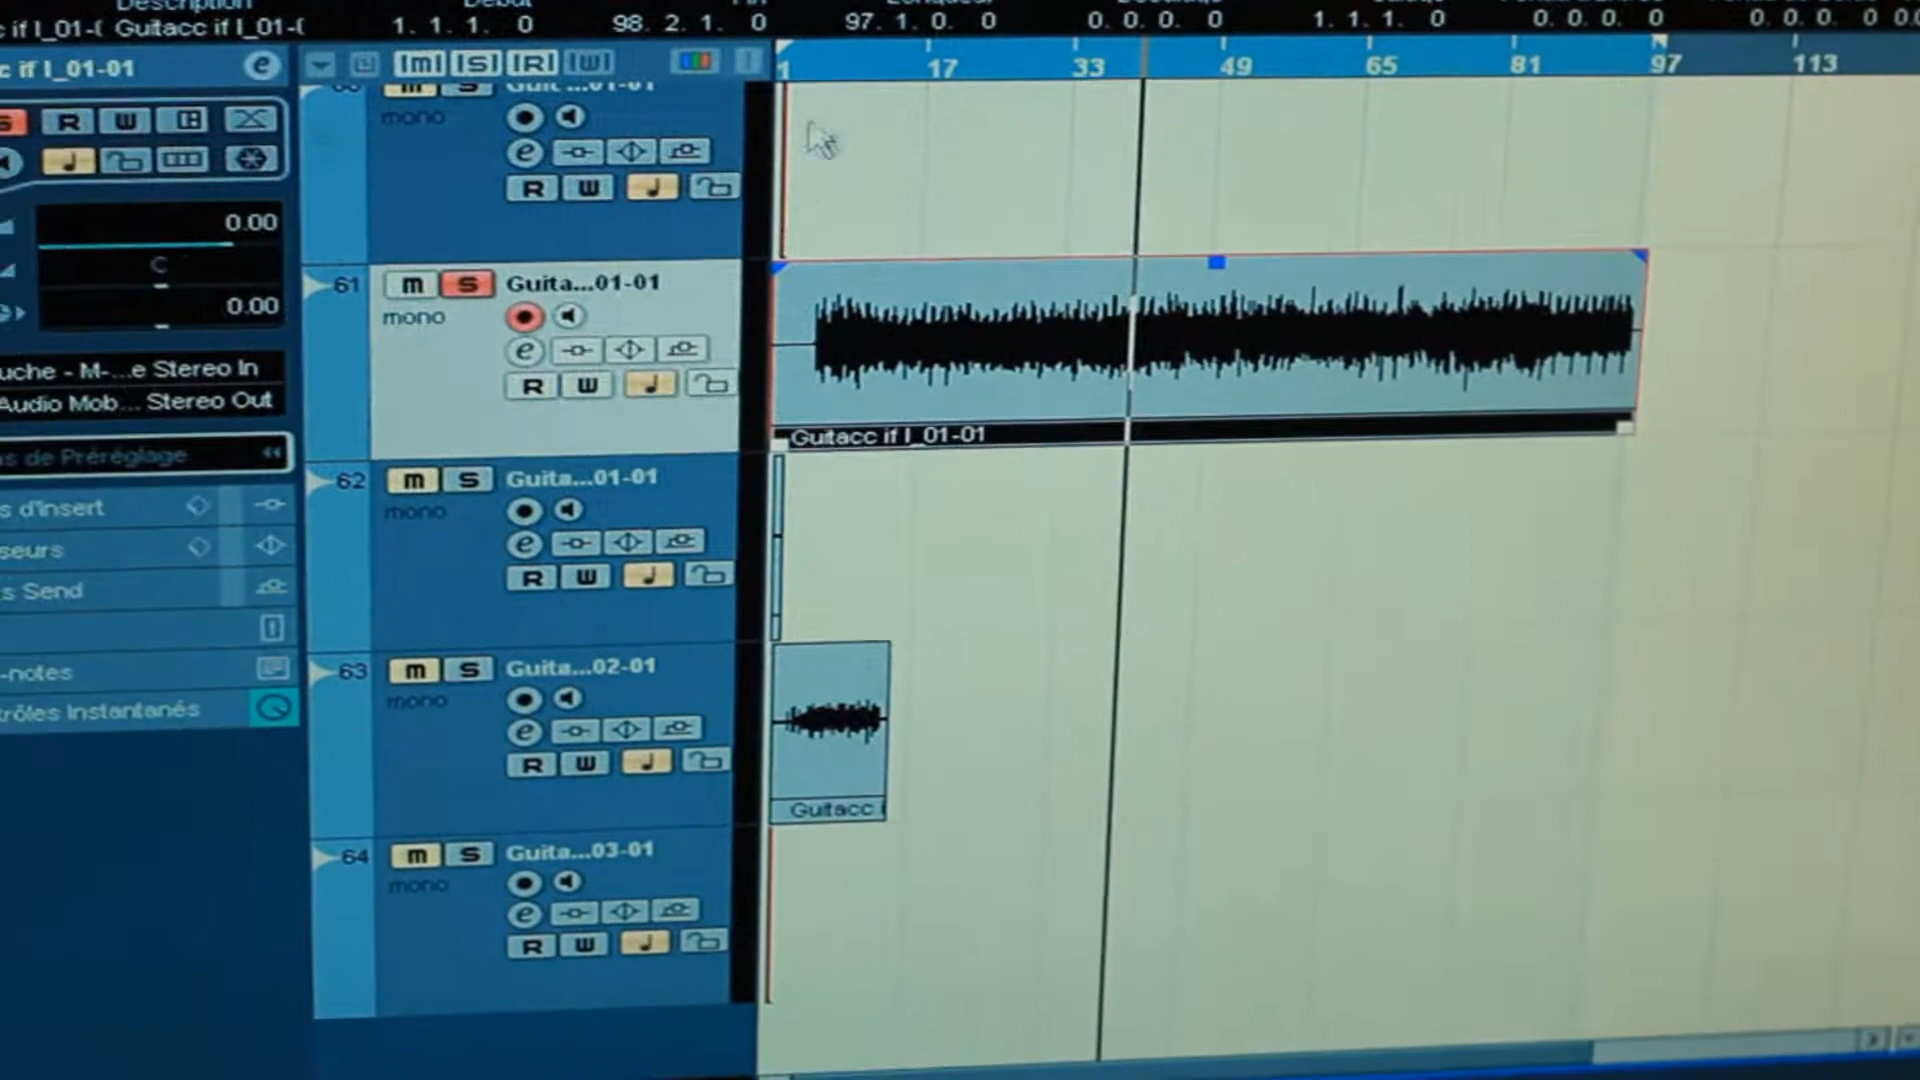 Description
if I_01-( Guitacc if I_01-(
1. 1. 1. 0
98. 2. 1. 0
97. 1. 0. 0
0. 0. 0. 0
1. 1. 1. 0
0. 0. 0. 0
0. 0. 0. 0
c if I_01-01 e
[M] [S] [R] [W]
1 17 33 49 65 81 97 113
S R W
0.00
C
0.00
uche - M-...e Stereo In
Audio Mob... Stereo Out
s de Préréglage
s d'Insert
seurs
s Send
-notes
trôles Instantanés
m S
mono
e
R W
61 m S Guita...01-01
mono
e
R W
Guitacc if I_01-01
62 m S Guita...01-01
mono
e
R W
63 m S Guita...02-01
mono
e
R W
Guitacc i
64 m S Guita...03-01
mono
e
R W